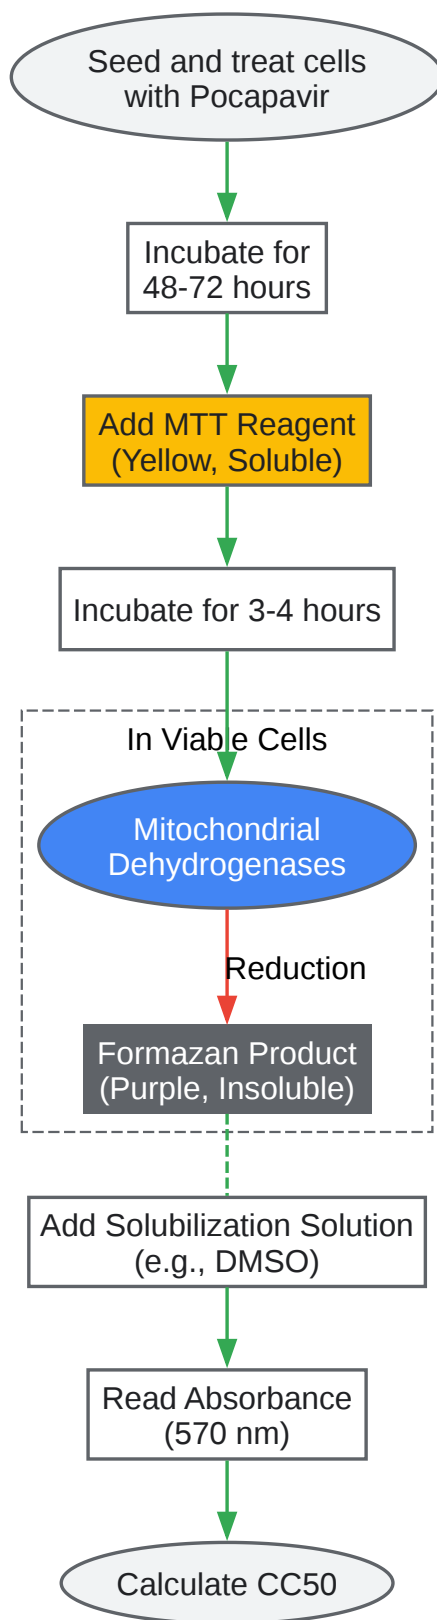 Seed and treat cells
with Pocapavir
Incubate for
48-72 hours
Add MTT Reagent
(Yellow, Soluble)
Incubate for 3-4 hours
In Viable Cells
Mitochondrial
Dehydrogenases
Reduction
Formazan Product
(Purple, Insoluble)
Add Solubilization Solution
(e.g., DMSO)
Read Absorbance
(570 nm)
Calculate CC50